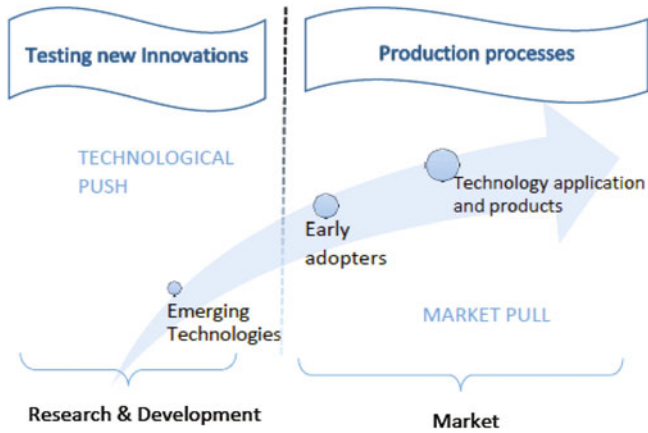 Testing new Innovations
Production processes
TECHNOLOGICAL
PUSH
Technology application
and products
Early
adopters
Emerging
Technologies
MARKET PULL
Research & Development
Market